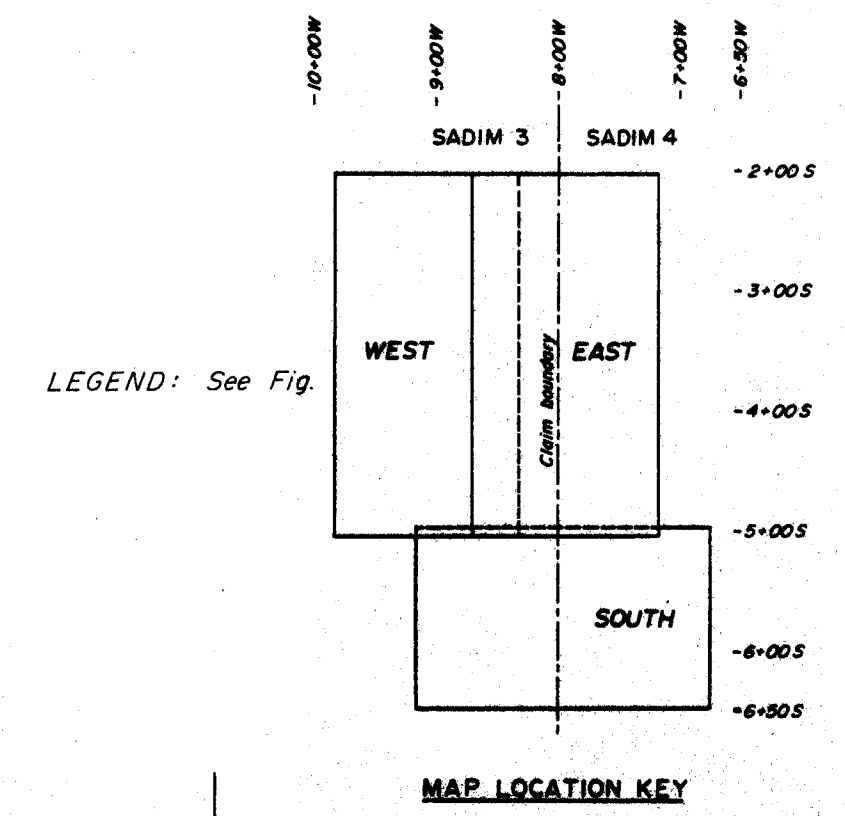 -10+00W
-9+00W
-8+00W
-7+00W
-6+50W
SADIM 3
SADIM 4
-2+00S
-3+00S
WEST
EAST
Claim boundary
LEGEND: See Fig.
-4+00S
-5+00S
SOUTH
-6+00S
-6+50S
MAP LOCATION KEY